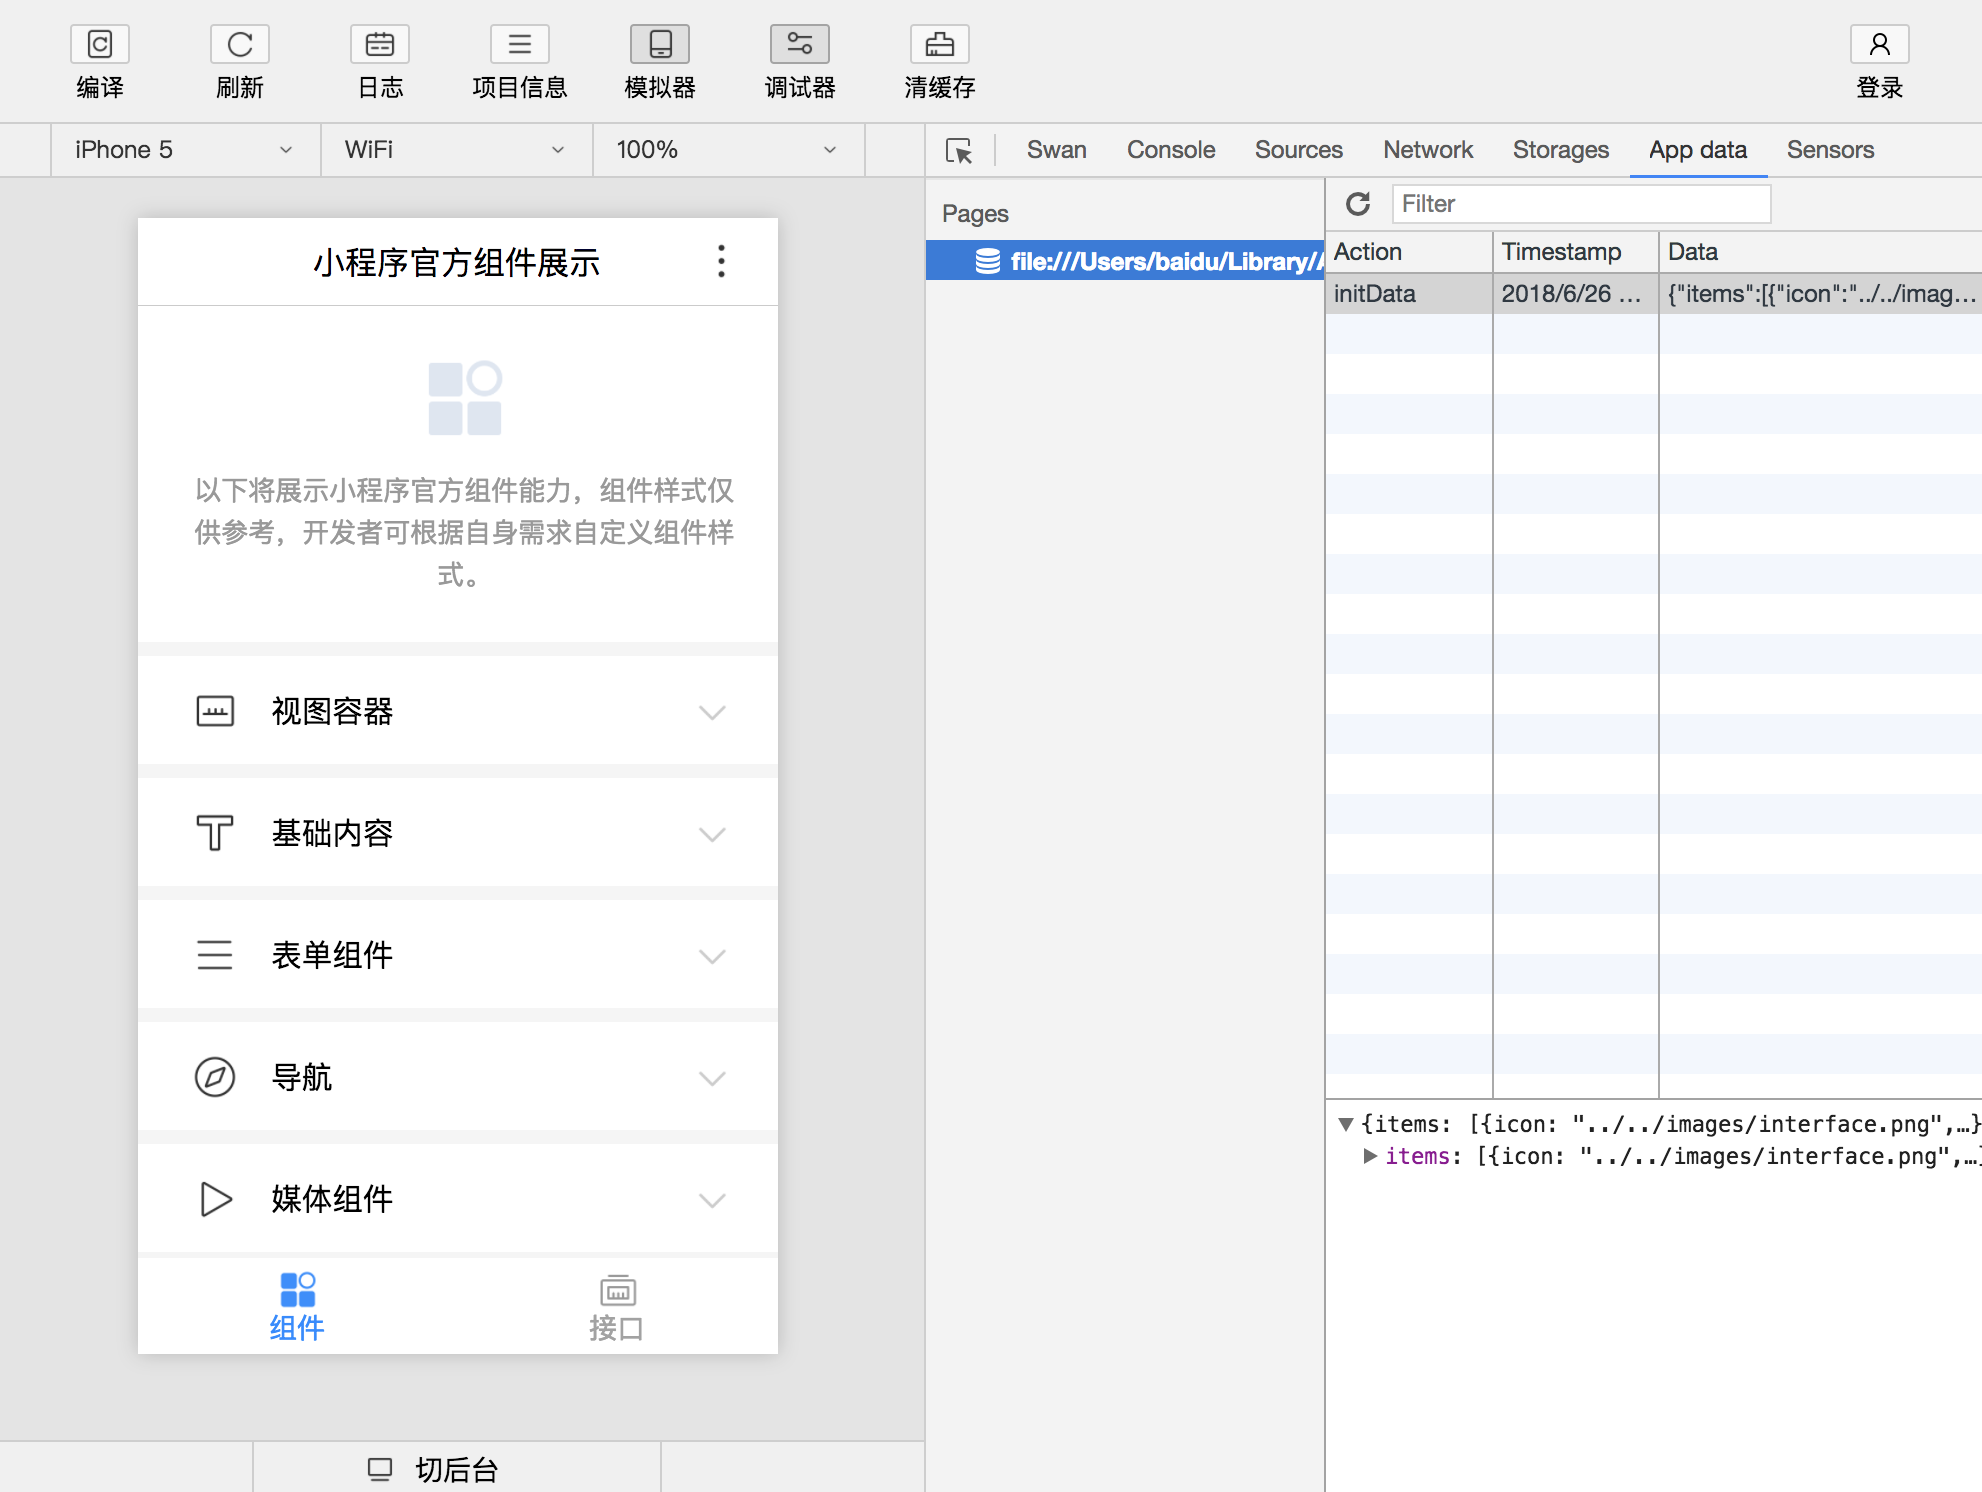 编译
刷新
日志
项目信息
模拟器
调试器
清缓存
登录
iPhone 5
WiFi
100%
Swan
Console
Sources
Network
Storages
App data
Sensors
小程序官方组件展示
以下将展示小程序官方组件能力，组件样式仅
供参考，开发者可根据自身需求自定义组件样
式。
视图容器
基础内容
表单组件
导航
媒体组件
组件
接口
切后台
Pages
file:///Users/baidu/Library//
Filter
Action
Timestamp
Data
initData
2018/6/26 …
{"items":[{"icon":"../../imag…
{items: [{icon: "../../images/interface.png",…}
items: [{icon: "../../images/interface.png",…